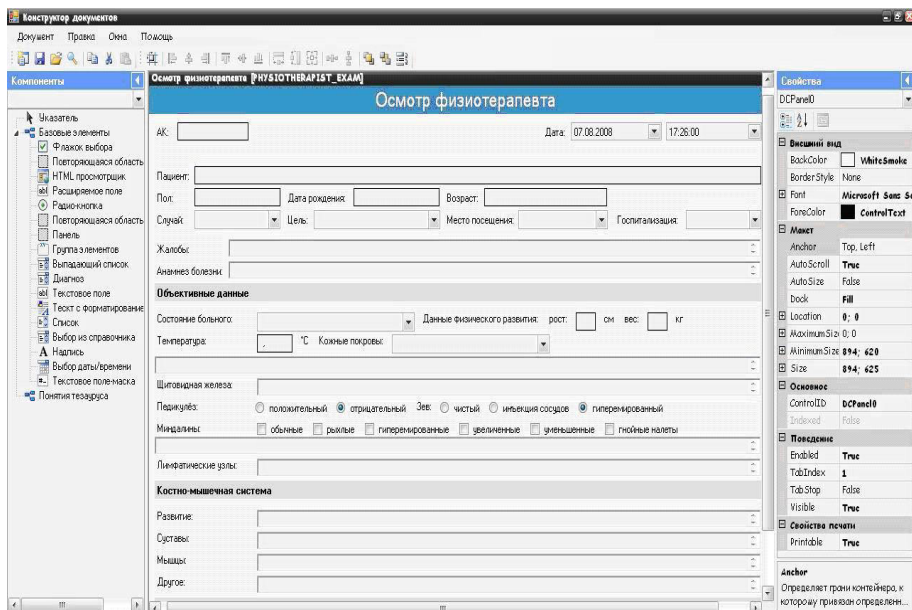 Конструктор документов
Документ Правка Окна Помощь
Компоненты
Указатель
Базовые элементы
Флажок выбора
Повторяющаяся область
HTML просмотрщик
Расширяемое поле
Радио-кнопка
Повторяющаяся область
Панель
Группа элементов
Выпадающий список
Диагноз
Текстовое поле
Тескт с форматирование
Список
Выбор из справочника
Надпись
Выбор даты/времени
Текстовое поле-маска
Понятия тезауруса
Осмотр физиотерапевта [PHYSIOTHERAPIST_EXAM]
Осмотр физиотерапевта
АК: Дата: 07.08.2008 17:26:00
Пациент:
Пол: Дата рождения: Возраст:
Случай: Цель: Место посещения: Госпитализация:
Жалобы:
Анамнез болезни:
Объективные данные
Состояние больного: Данные физического развития: рост: см вес: кг
Температура: , °C Кожные покровы:
Щитовидная железа:
Педикулёз: положительный отрицательный Зев: чистый инъекция сосудов гиперемированный
Миндалины: обычные рыхлые гиперемированные увеличенные уменьшенные гнойные налеты
Лимфатические узлы:
Костно-мышечная система
Развитие:
Суставы:
Мышцы:
Другое:
Свойства
DCPanel0
Внешний вид
BackColor WhiteSmoke
BorderStyle None
Font Microsoft Sans Se
ForeColor ControlText
Макет
Anchor Top, Left
AutoScroll True
AutoSize False
Dock Fill
Location 0; 0
MaximumSiz 0; 0
MinimumSize 894; 620
Size 894; 625
Основное
ControlID DCPanel0
Indexed False
Поведение
Enabled True
TabIndex 1
TabStop False
Visible True
Свойства печати
Printable True
Anchor
Определяет грани контейнера, к
которому привязан определенн...